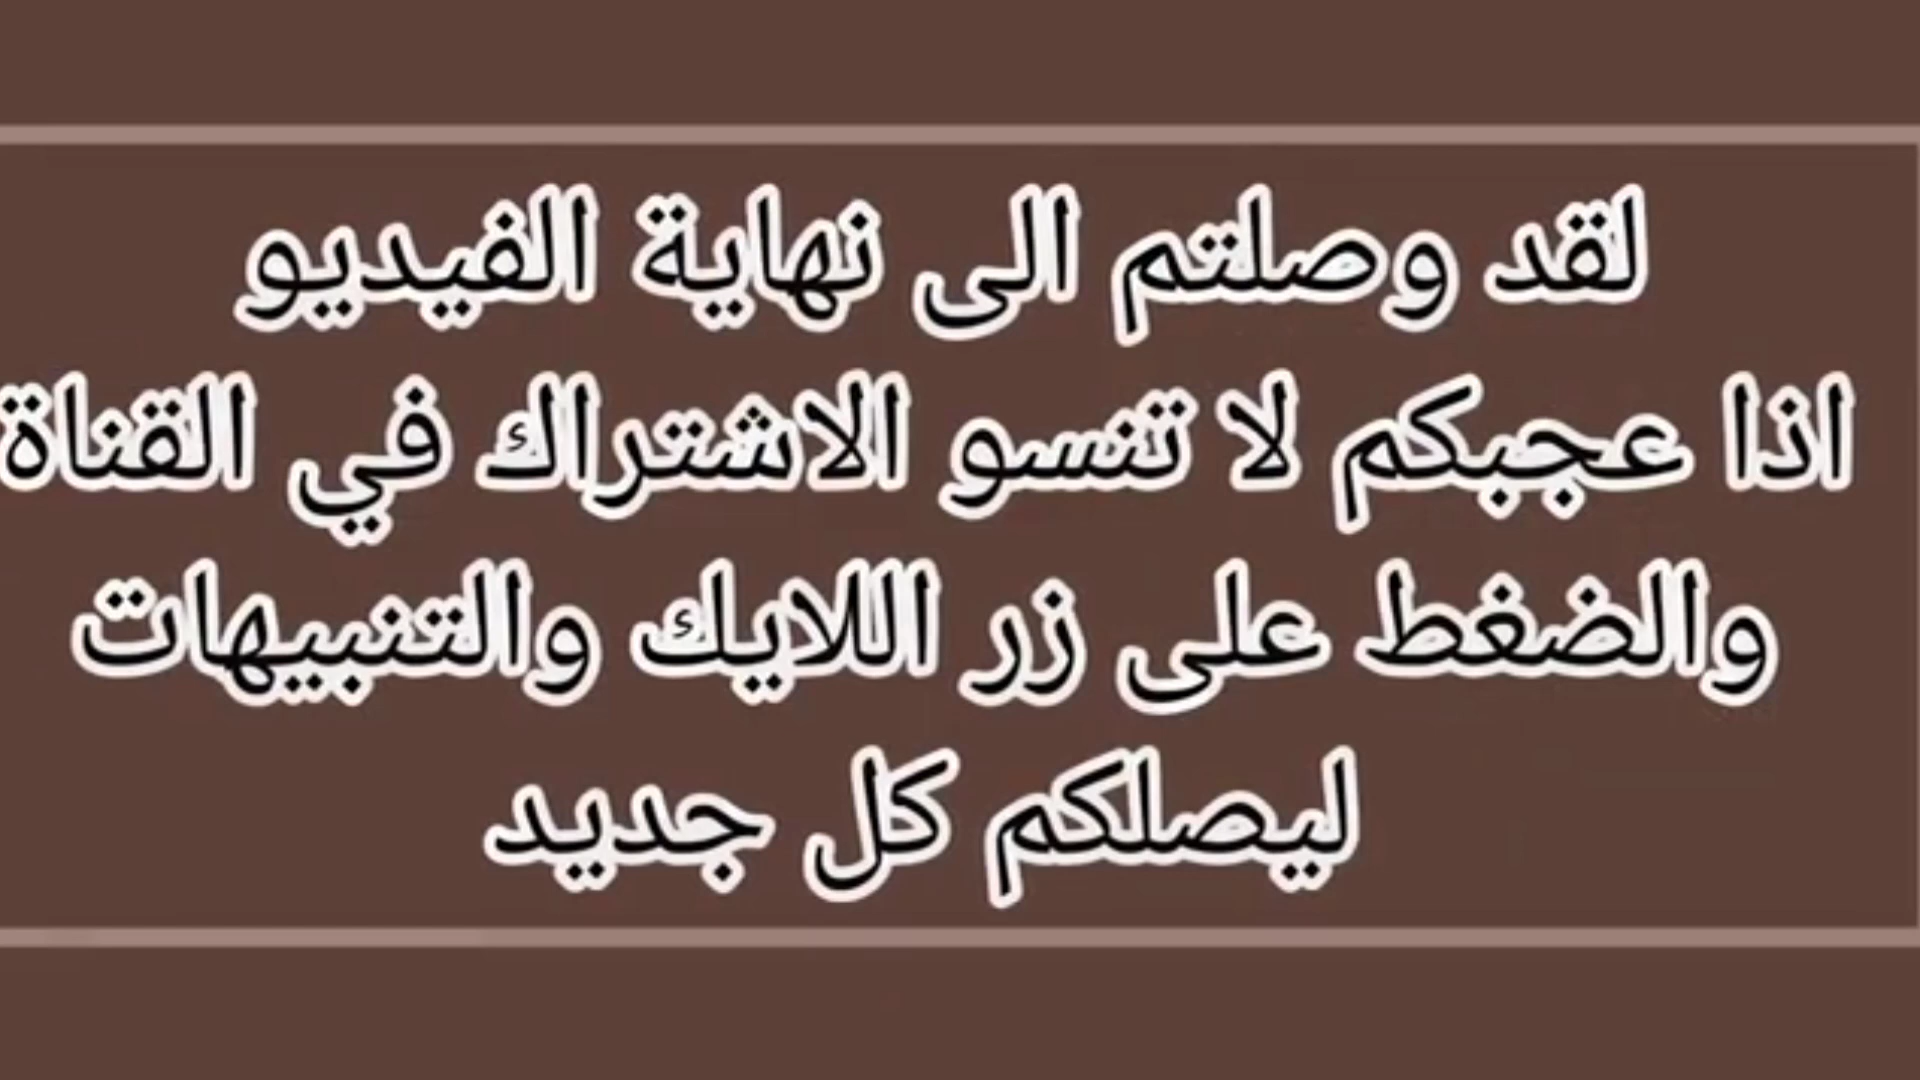 لقد وصلتم الى نهاية الفيديو
اذا عجبكم لا تنسو الاشتراك في القناة
والضغط على زر اللايك والتنبيهات
ليصلكم كل جديد